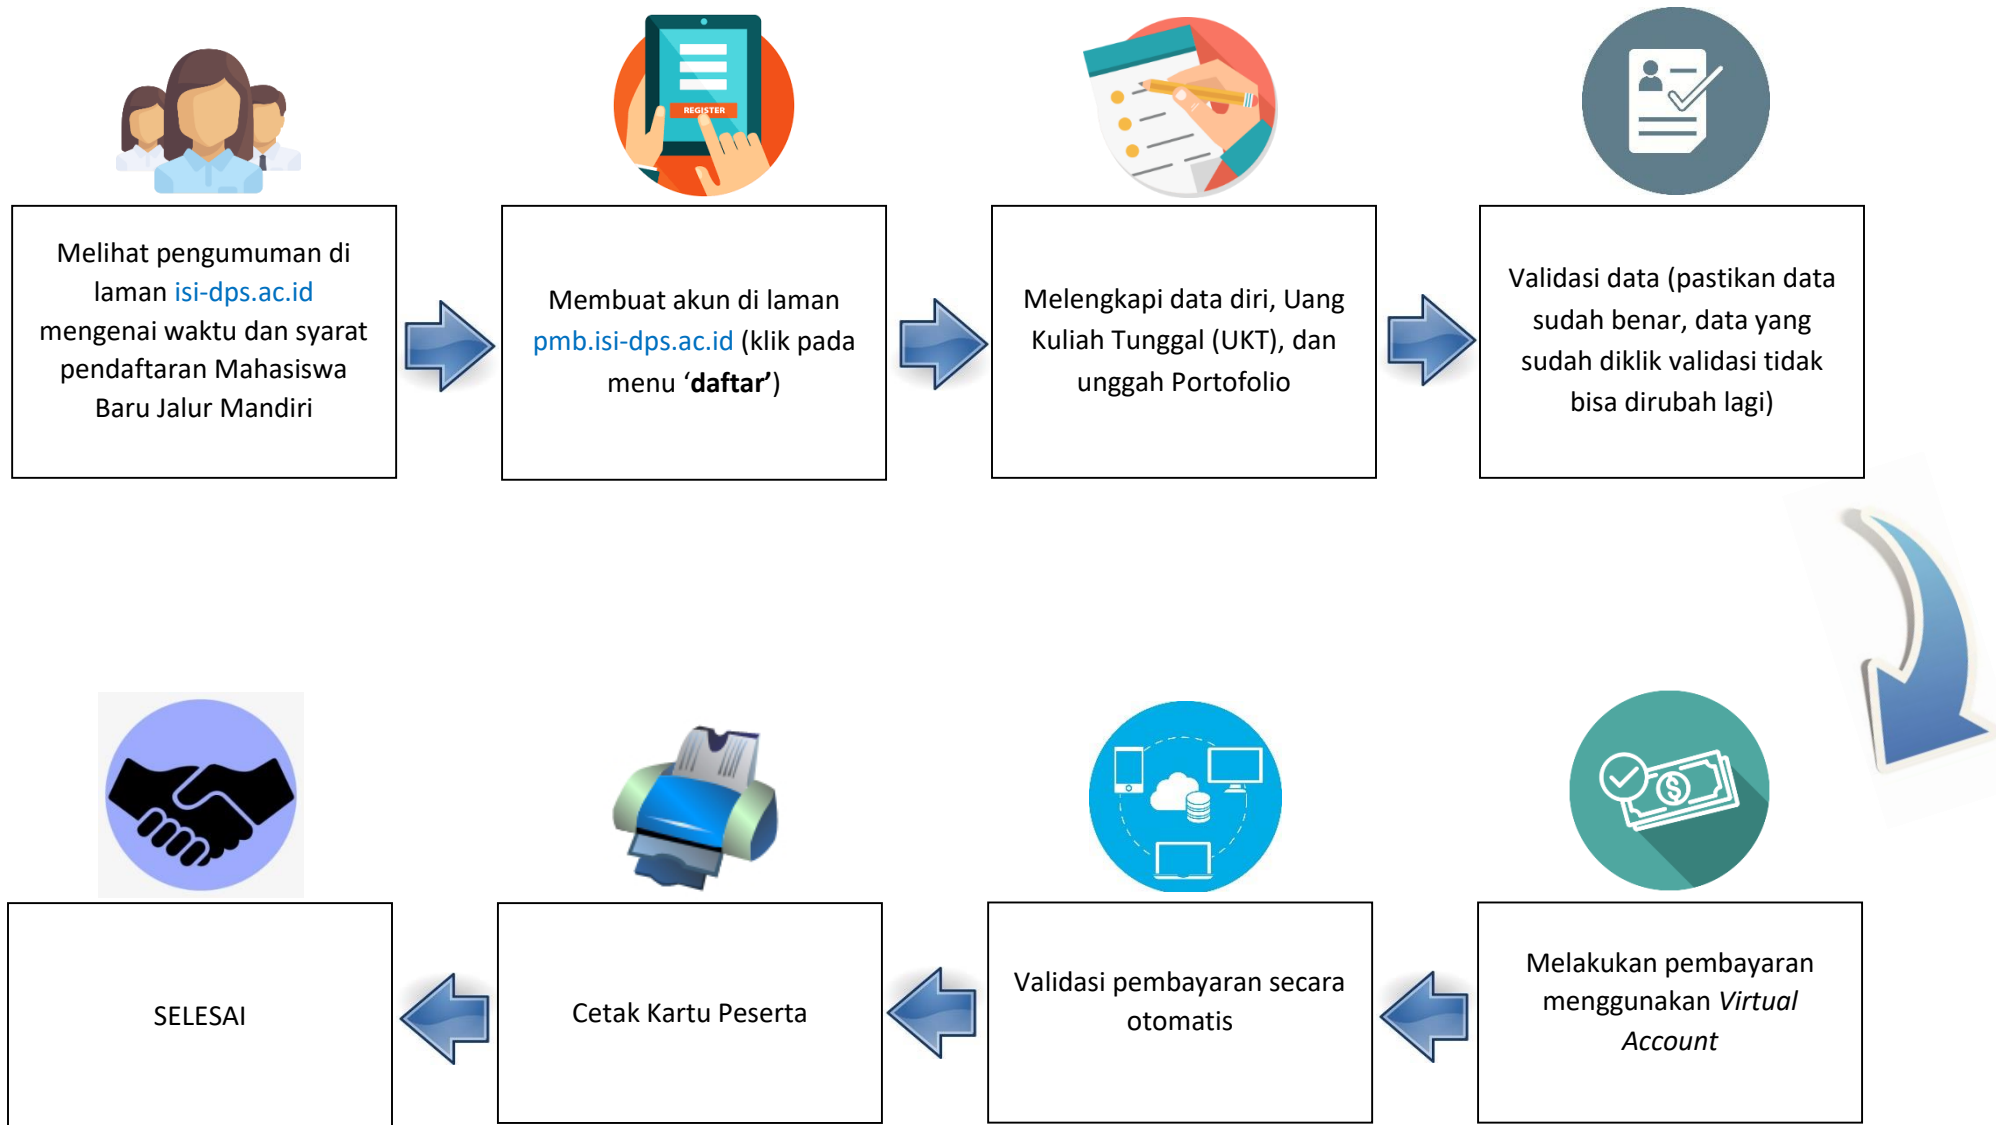 REGISTER
Melihat pengumuman di
laman isi-dps.ac.id
mengenai waktu dan syarat
pendaftaran Mahasiswa
Baru Jalur Mandiri
Membuat akun di laman
pmb.isi-dps.ac.id (klik pada
menu ‘daftar’)
Melengkapi data diri, Uang
Kuliah Tunggal (UKT), dan
unggah Portofolio
Validasi data (pastikan data
sudah benar, data yang
sudah diklik validasi tidak
bisa dirubah lagi)
Melakukan pembayaran
menggunakan Virtual
Account
Validasi pembayaran secara
otomatis
Cetak Kartu Peserta
SELESAI